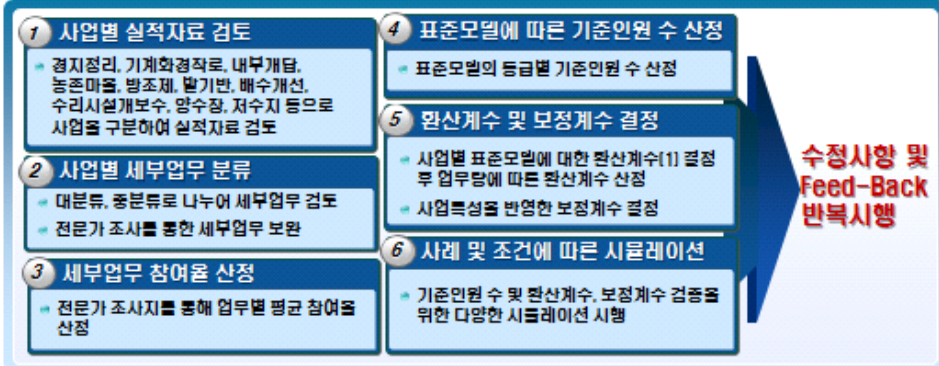 1 사업별 실적자료 검토
경지정리, 기계화경작로, 내부개답,
농촌마을, 방조제, 밭기반, 배수개선,
수리시설개보수, 양수장, 저수지 등으로
사업을 구분하여 실적자료 검토
2 사업별 세부업무 분류
대분류, 중분류로 나누어 세부업무 검토
전문가 조사를 통한 세부업무 보완
3 세부업무 참여율 산정
전문가 조사지를 통해 업무별 평균 참여율
산정
4 표준모델에 따른 기준인원 수 산정
표준모델의 등급별 기준인원 수 산정
5 환산계수 및 보정계수 결정
사업별 표준모델에 대한 환산계수(1) 결정
후 업무량에 따른 환산계수 산정
사업특성을 반영한 보정계수 결정
6 사례 및 조건에 따른 시뮬레이션
기준인원 수 및 환산계수, 보정계수 검증을
위한 다양한 시뮬레이션 시행
수정사항 및
Feed-Back
반복시행